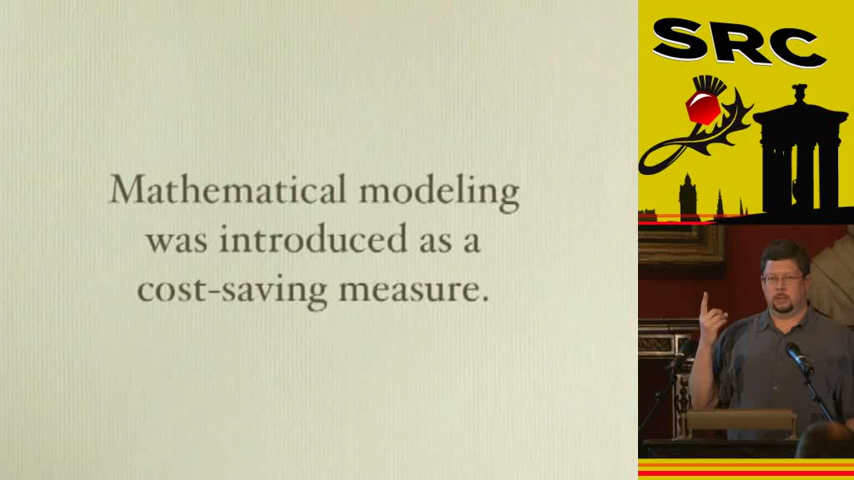 Mathematical modeling
was introduced as a
cost-saving measure.
SRC